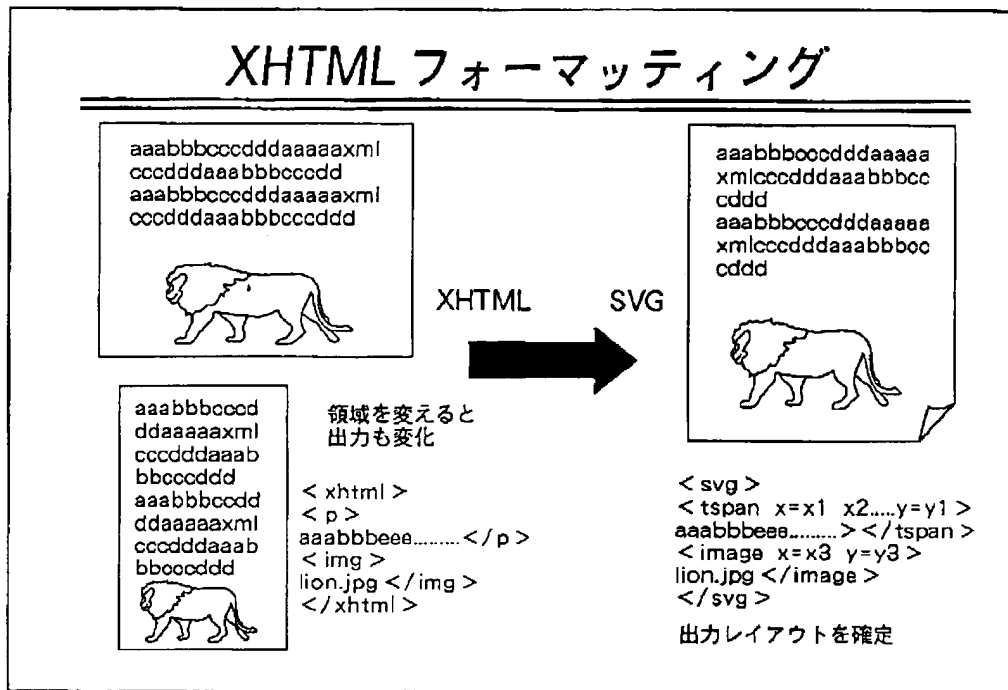 XHTML フォーマッティング
aaabbbcccdddaaaaaxml
cccdddaaabbbcccdd
aaabbbcccdddaaaaaxml
cccdddaaabbbcccddd
XHTML
SVG
aaabbbcccdddaaaaa
xmlcccdddaaabbbcc
cddd
aaabbbcccdddaaaaa
xmlcccdddaaabbbcc
cddd
aaabbbcccd
ddaaaaaxml
cccdddaaab
bbcccddd
aaabbbccdd
ddaaaaaxml
cccdddaaab
bbcccddd
領域を変えると
出力も変化
< xhtml >
< p >
aaabbbeee.........</p >
< img >
lion.jpg </img >
</xhtml >
< svg >
< tspan x=x1 x2.....y=y1 >
aaabbbeee.........> </tspan >
< image x=x3 y=y3 >
lion.jpg </image >
</svg >
出力レイアウトを確定